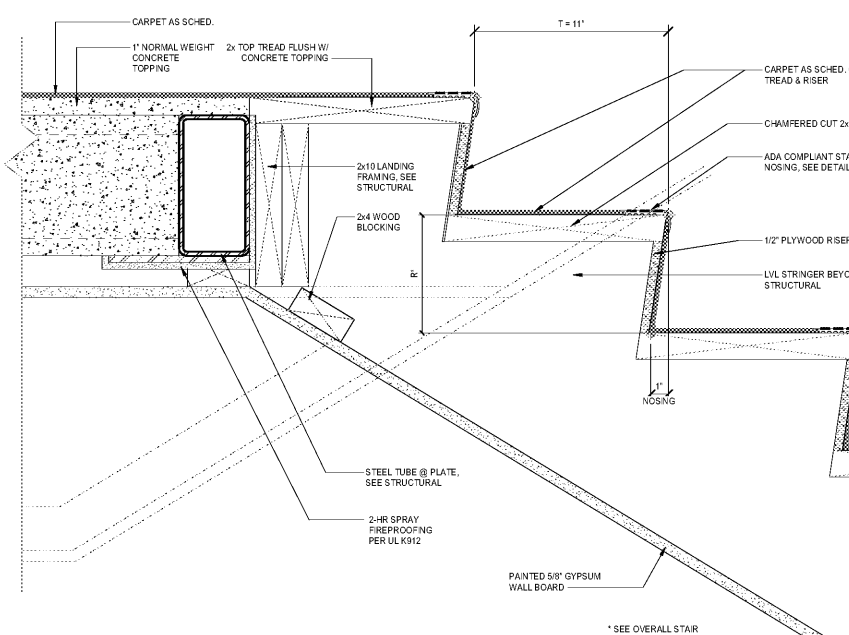 CARPET AS SCHED.
1" NORMAL WEIGHT
CONCRETE
TOPPING
2x TOP TREAD FLUSH W/
CONCRETE TOPPING
T = 11"
CARPET AS SCHED.
TREAD & RISER
CHAMFERED CUT 2x
ADA COMPLIANT STA
NOSING, SEE DETAIL
2x10 LANDING
FRAMING, SEE
STRUCTURAL
2x4 WOOD
BLOCKING
1/2" PLYWOOD RISER
R*
LVL STRINGER BEYO
STRUCTURAL
1"
NOSING
STEEL TUBE @ PLATE,
SEE STRUCTURAL
2-HR SPRAY
FIREPROOFING
PER UL K912
PAINTED 5/8" GYPSUM
WALL BOARD
* SEE OVERALL STAIR